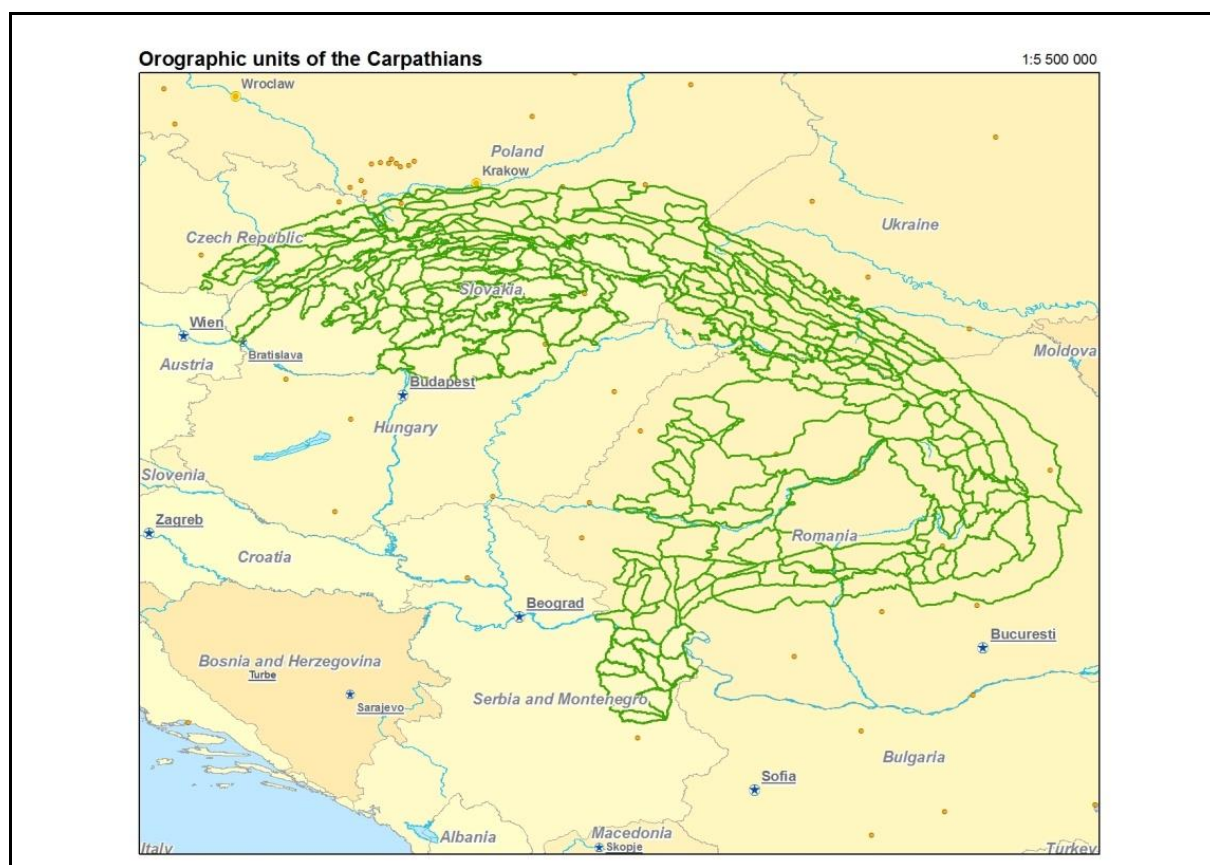 Orographic units of the Carpathians
1:5 500 000
Wroclaw
Poland
Krakow
Ukraine
Czech Republic
Slovakia
Wien
Bratislava
Austria
Moldova
Budapest
Hungary
Slovenia
Zagreb
Romania
Croatia
Beograd
Bucuresti
Bosnia and Herzegovina
Turbe
Serbia and Montenegro
Sarajevo
Bulgaria
Sofia
Albania
Macedonia
Skopje
Italy
Turkey